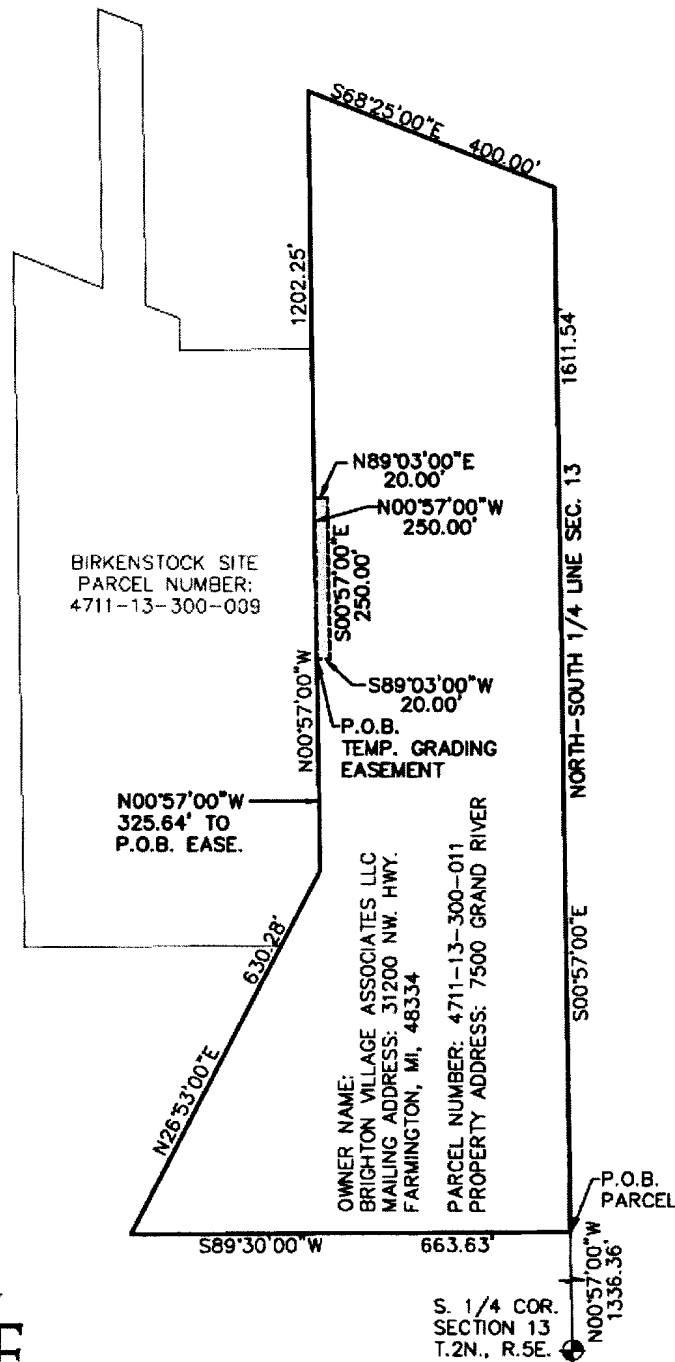 S68°25'00"E 400.00'
1202.25'
1611.54'
N89°03'00"E
20.00'
N00°57'00"W
250.00'
S00°57'00"E
250.00'
NORTH-SOUTH 1/4 LINE SEC. 13
BIRKENSTOCK SITE
PARCEL NUMBER:
4711-13-300-009
S89°03'00"W
20.00'
N00°57'00"W
P.O.B.
TEMP. GRADING
EASEMENT
N00°57'00"W
325.64' TO
P.O.B. EASE.
630.28'
N26°53'00"E
OWNER NAME:
BRIGHTON VILLAGE ASSOCIATES LLC
MAILING ADDRESS: 31200 NW. HWY.
FARMINGTON, MI, 48334
PARCEL NUMBER: 4711-13-300-011
PROPERTY ADDRESS: 7500 GRAND RIVER
S00°57'00"E
P.O.B.
PARCEL
S89°30'00"W 663.63'
N00°57'00"W
1336.36'
S. 1/4 COR.
SECTION 13
T.2N., R.5E.